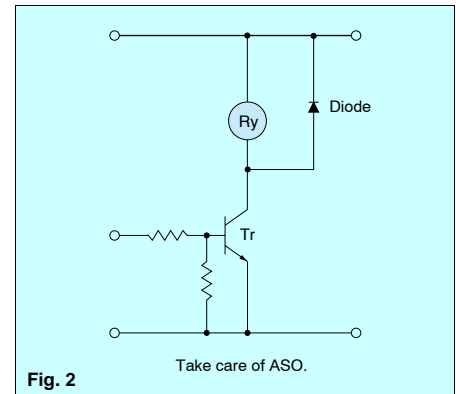 Diode
Ry
Tr
Take care of ASO.
Fig. 2